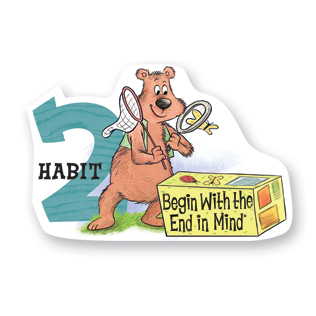 2
HABIT
Begin With the
End in Mind®